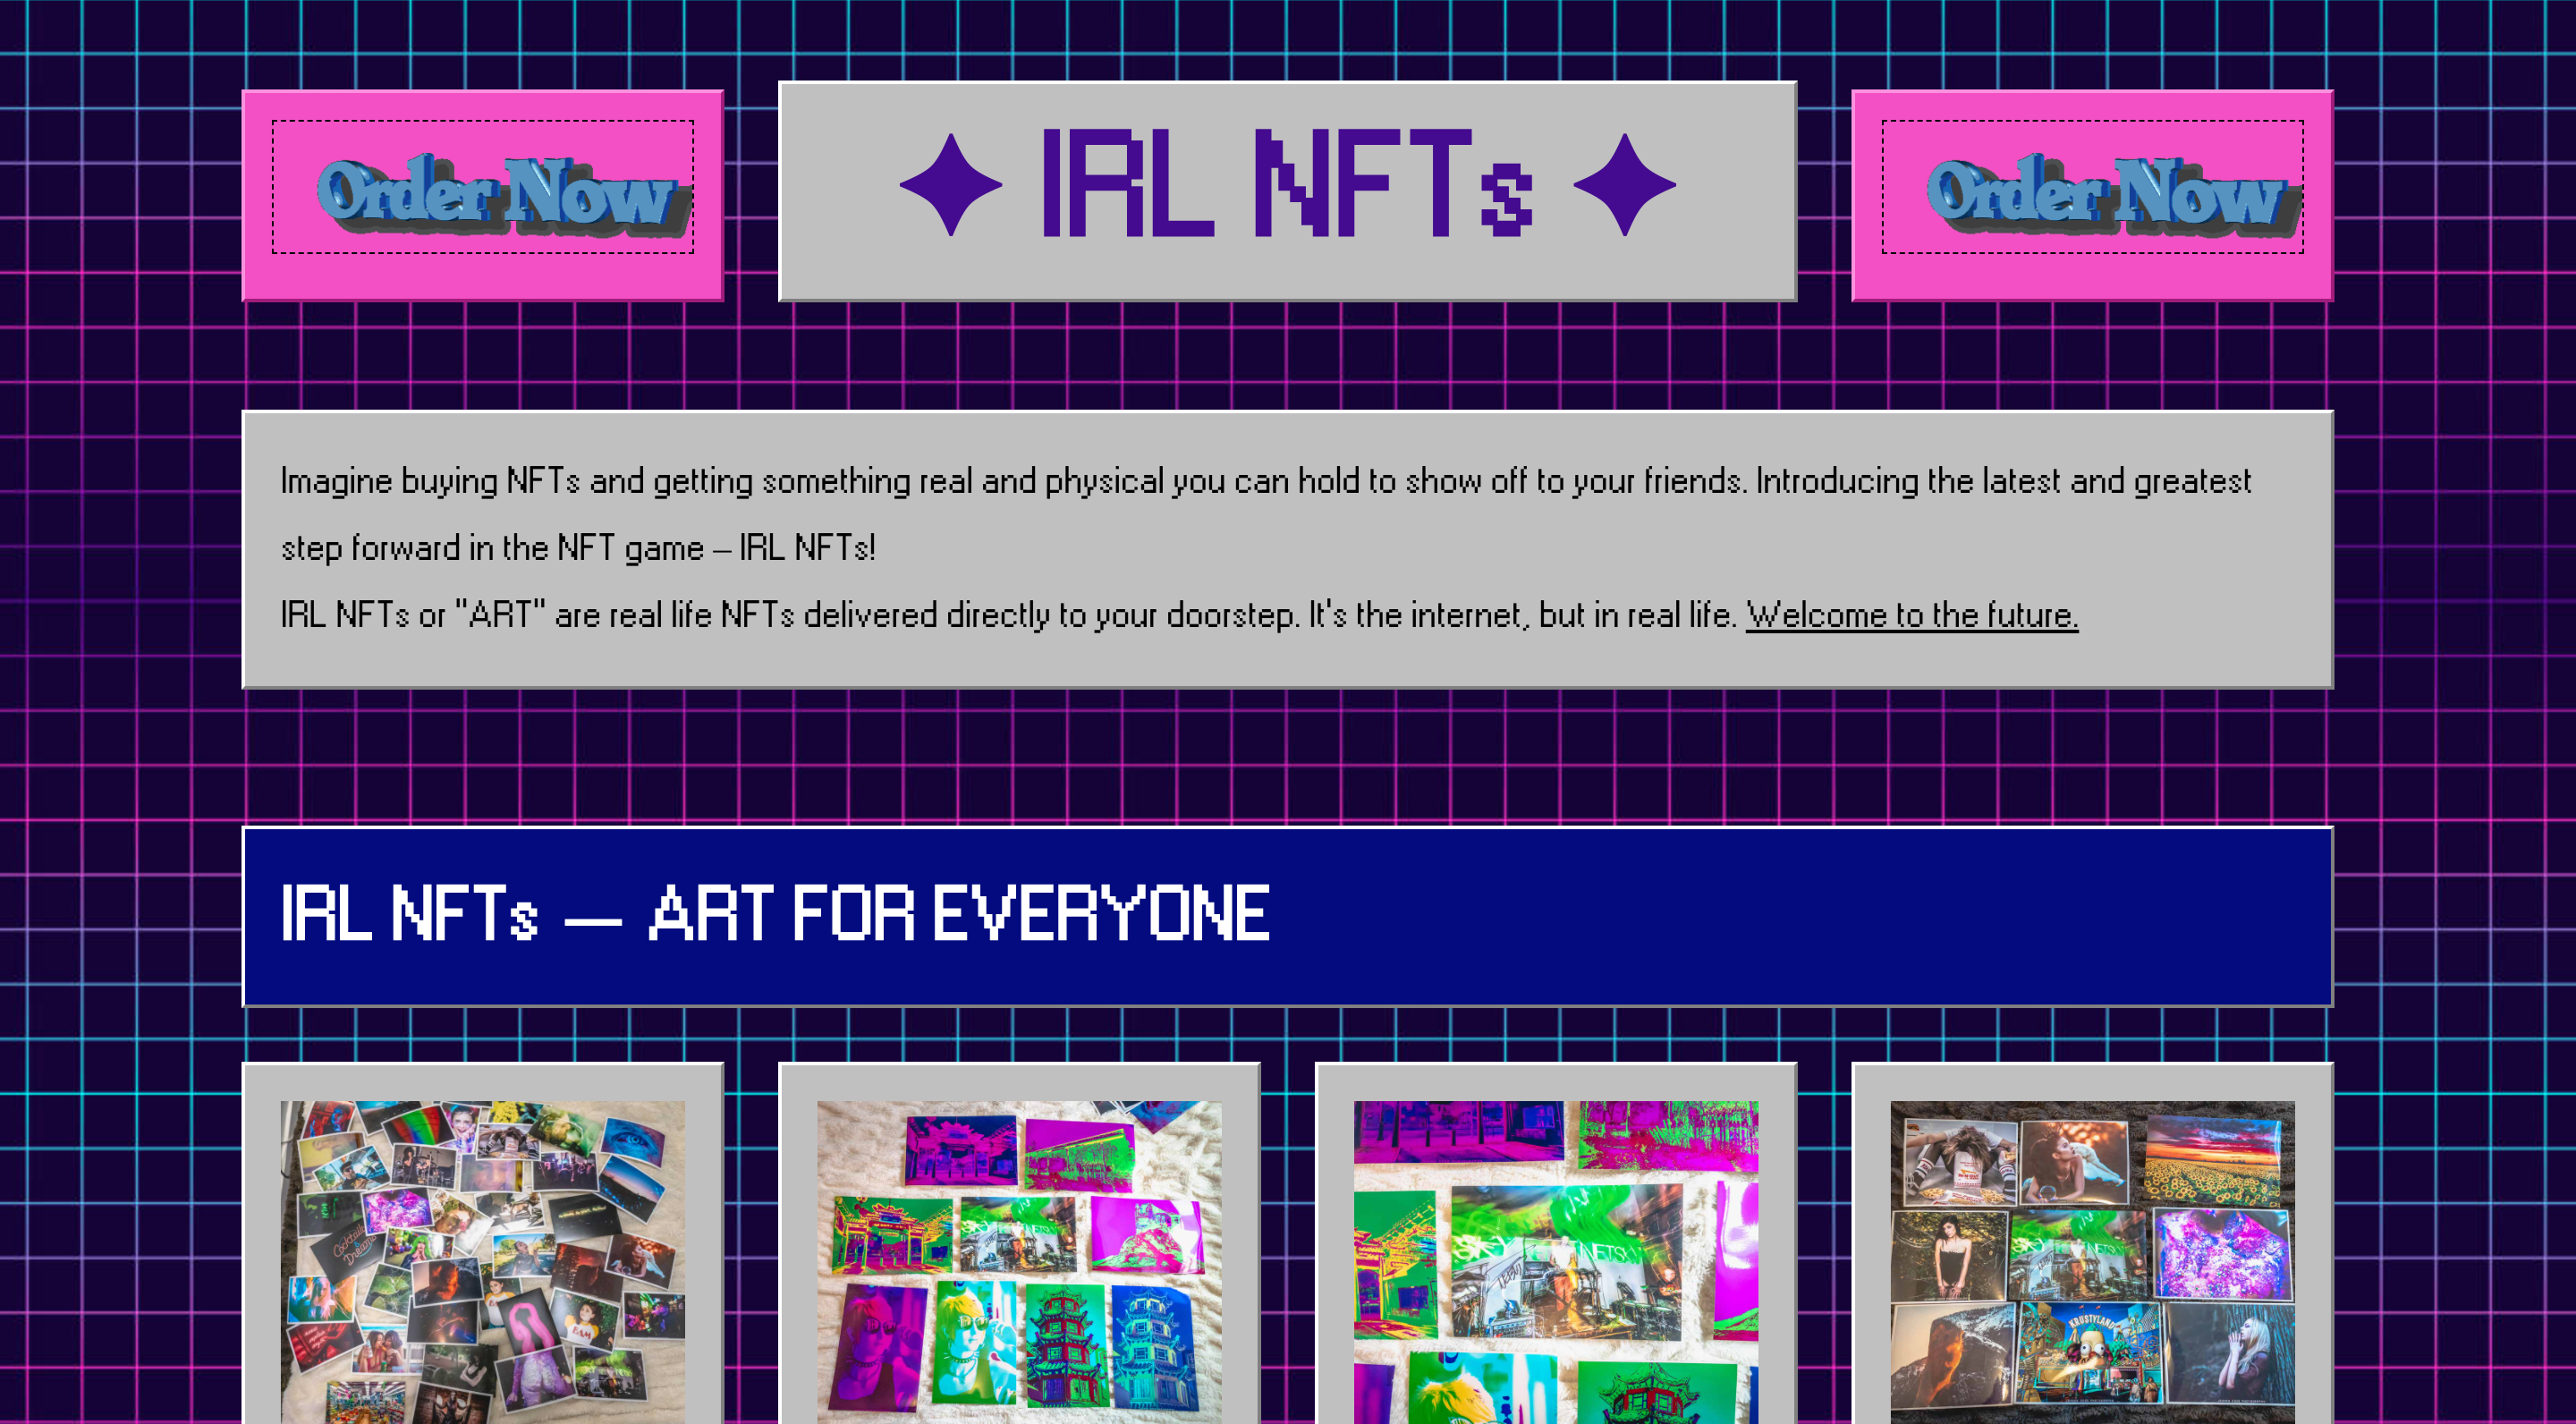 Order Now
✦ IRL NFTs ✦
Order Now
Imagine buying NFTs and getting something real and physical you can hold to show off to your friends. Introducing the latest and greatest
step forward in the NFT game – IRL NFTs!
IRL NFTs or "ART" are real life NFTs delivered directly to your doorstep. It's the internet, but in real life. Welcome to the future.
IRL NFTs — ART FOR EVERYONE
Cocktails
Dreams
KRUSTYLAND